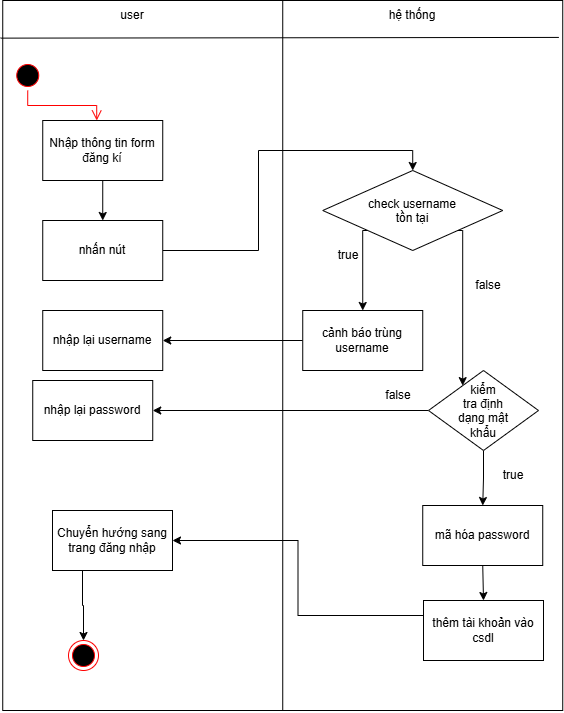 user
hệ thống
Nhập thông tin form
đăng kí
nhấn nút
check username
tồn tại
true
false
nhập lại username
cảnh báo trùng
username
nhập lại password
false
kiểm
tra định
dạng mật
khẩu
true
Chuyển hướng sang
trang đăng nhập
mã hóa password
thêm tài khoản vào
csdl